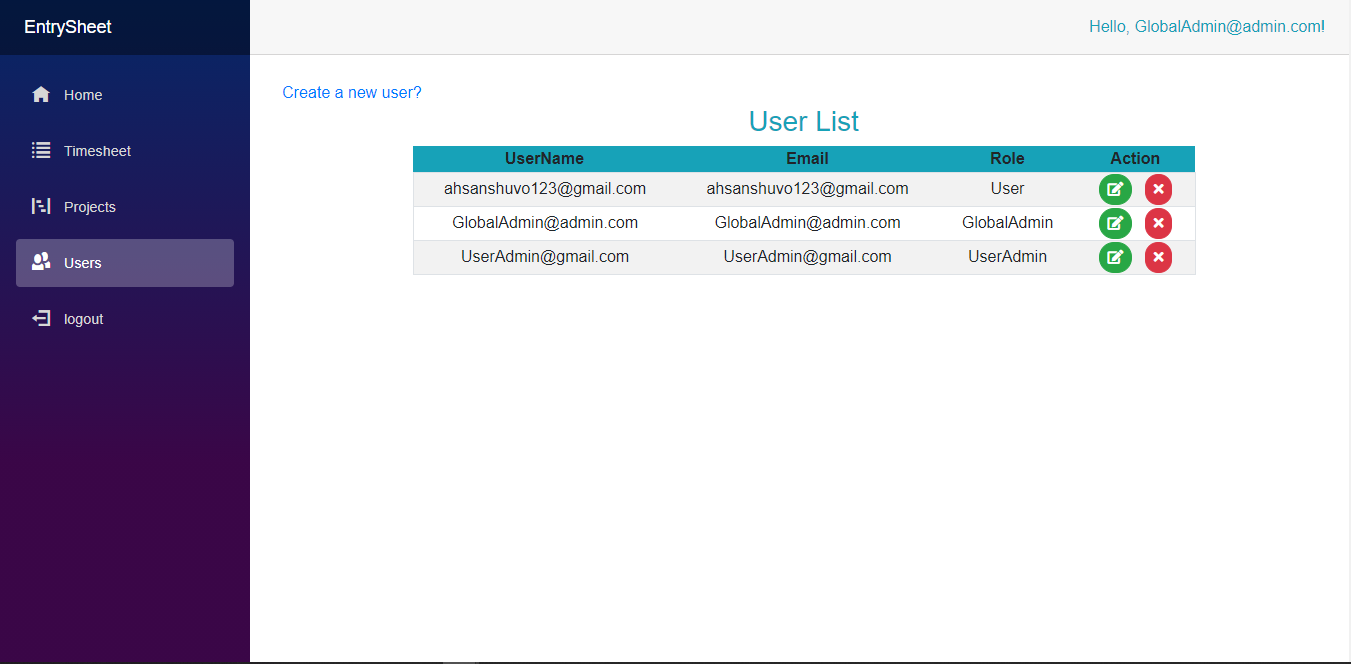 EntrySheet
Hello, GlobalAdmin@admin.com!
Home
Timesheet
Projects
Users
logout
Create a new user?
User List
UserName Email Role Action
ahsanshuvo123@gmail.com ahsanshuvo123@gmail.com User
GlobalAdmin@admin.com GlobalAdmin@admin.com GlobalAdmin
UserAdmin@gmail.com UserAdmin@gmail.com UserAdmin